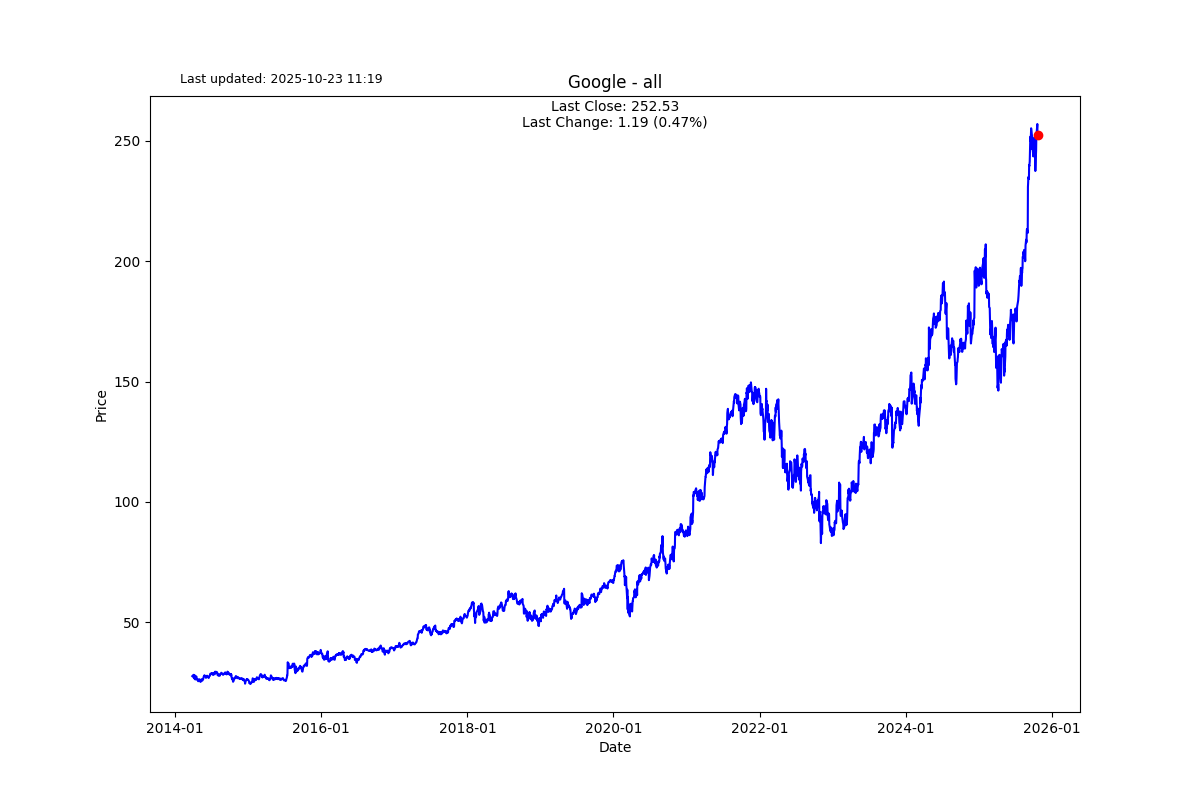 Last updated: 2025-10-23 11:19
Google - all
Last Close: 252.53
Last Change: 1.19 (0.47%)
250
200
150
100
50
Price
2014-01 2016-01 2018-01 2020-01 2022-01 2024-01 2026-01
Date